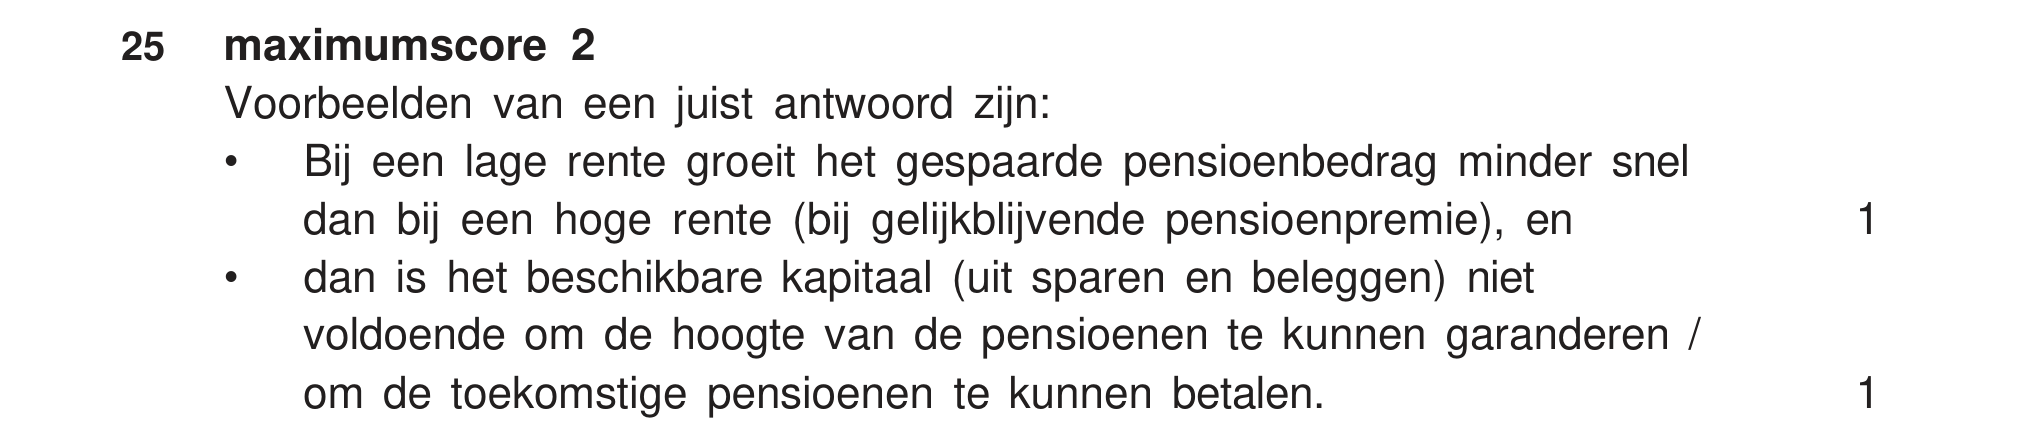 25 maximumscore 2
Voorbeelden van een juist antwoord zijn:
• Bij een lage rente groeit het gespaarde pensioenbedrag minder snel
dan bij een hoge rente (bij gelijkblijvende pensioenpremie), en 1
• dan is het beschikbare kapitaal (uit sparen en beleggen) niet
voldoende om de hoogte van de pensioenen te kunnen garanderen /
om de toekomstige pensioenen te kunnen betalen. 1